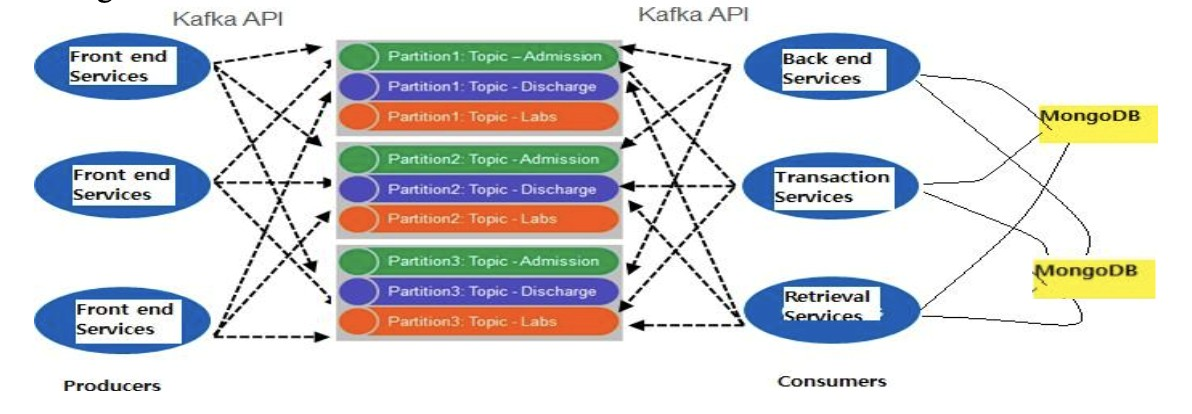 Kafka API
Kafka API
Front end
Services
Partition1: Topic – Admission
Partition1: Topic - Discharge
Partition1: Topic - Labs
Back end
Services
MongoDB
Front end
Services
Partition2: Topic - Admission
Partition2: Topic - Discharge
Partition2: Topic - Labs
Transaction
Services
Front end
Services
Partition3: Topic - Admission
Partition3: Topic - Discharge
Partition3: Topic - Labs
Retrieval
Services
MongoDB
Producers
Consumers